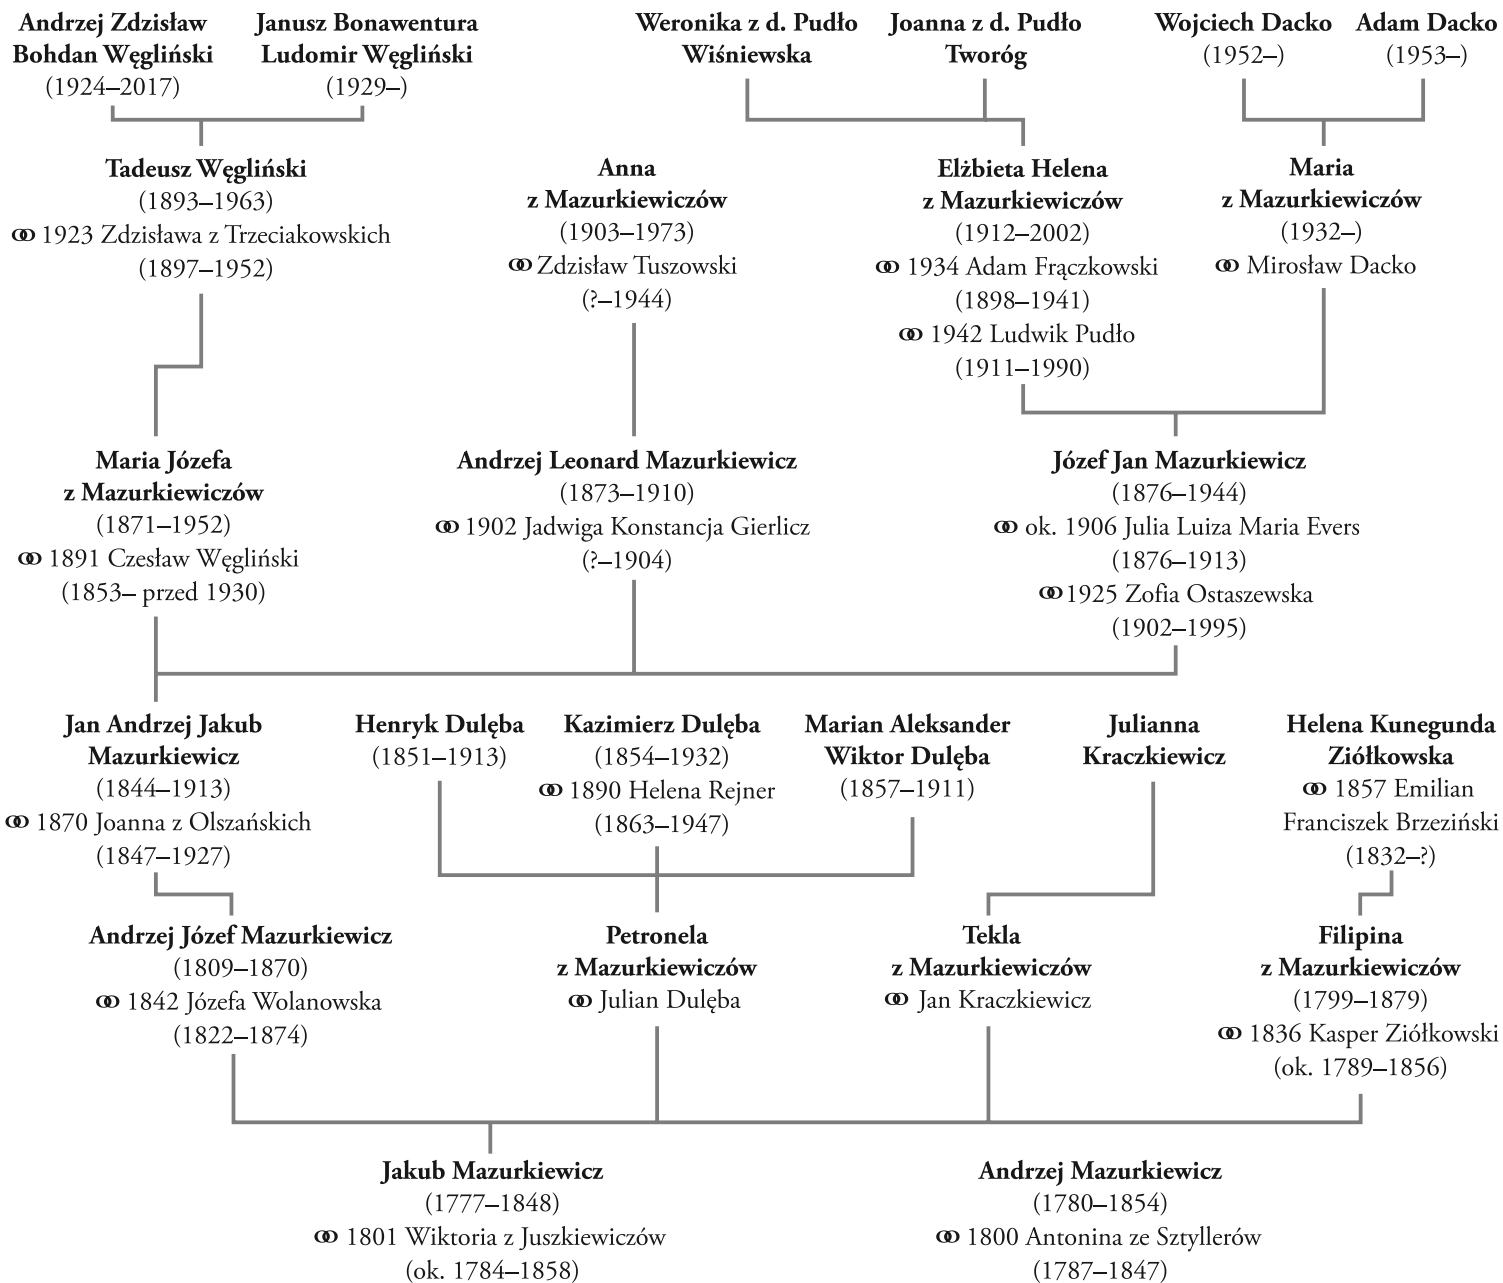 Andrzej Zdzisław
Bohdan Węgliński
(1924–2017)
Janusz Bonawentura
Ludomir Węgliński
(1929–)
Weronika z d. Pudło
Wiśniewska
Joanna z d. Pudło
Tworóg
Wojciech Dacko
(1952–)
Adam Dacko
(1953–)
Tadeusz Węgliński
(1893–1963)
⚭ 1923 Zdzisława z Trzeciakowskich
(1897–1952)
Anna
z Mazurkiewiczów
(1903–1973)
⚭ Zdzisław Tuszowski
(?–1944)
Elżbieta Helena
z Mazurkiewiczów
(1912–2002)
⚭ 1934 Adam Frączkowski
(1898–1941)
⚭ 1942 Ludwik Pudło
(1911–1990)
Maria
z Mazurkiewiczów
(1932–)
⚭ Mirosław Dacko
Maria Józefa
z Mazurkiewiczów
(1871–1952)
⚭ 1891 Czesław Węgliński
(1853– przed 1930)
Andrzej Leonard Mazurkiewicz
(1873–1910)
⚭ 1902 Jadwiga Konstancja Gierlicz
(?–1904)
Józef Jan Mazurkiewicz
(1876–1944)
⚭ ok. 1906 Julia Luiza Maria Evers
(1876–1913)
⚭ 1925 Zofia Ostaszewska
(1902–1995)
Jan Andrzej Jakub
Mazurkiewicz
(1844–1913)
⚭ 1870 Joanna z Olszańskich
(1847–1927)
Henryk Dulęba
(1851–1913)
Kazimierz Dulęba
(1854–1932)
⚭ 1890 Helena Rejner
(1863–1947)
Marian Aleksander
Wiktor Dulęba
(1857–1911)
Julianna
Kraczkiewicz
Helena Kunegunda
Ziółkowska
⚭ 1857 Emilian
Franciszek Brzeziński
(1832–?)
Andrzej Józef Mazurkiewicz
(1809–1870)
⚭ 1842 Józefa Wolanowska
(1822–1874)
Petronela
z Mazurkiewiczów
⚭ Julian Dulęba
Tekla
z Mazurkiewiczów
⚭ Jan Kraczkiewicz
Filipina
z Mazurkiewiczów
(1799–1879)
⚭ 1836 Kasper Ziółkowski
(ok. 1789–1856)
Jakub Mazurkiewicz
(1777–1848)
⚭ 1801 Wiktoria z Juszkiewiczów
(ok. 1784–1858)
Andrzej Mazurkiewicz
(1780–1854)
⚭ 1800 Antonina ze Sztyllerów
(1787–1847)